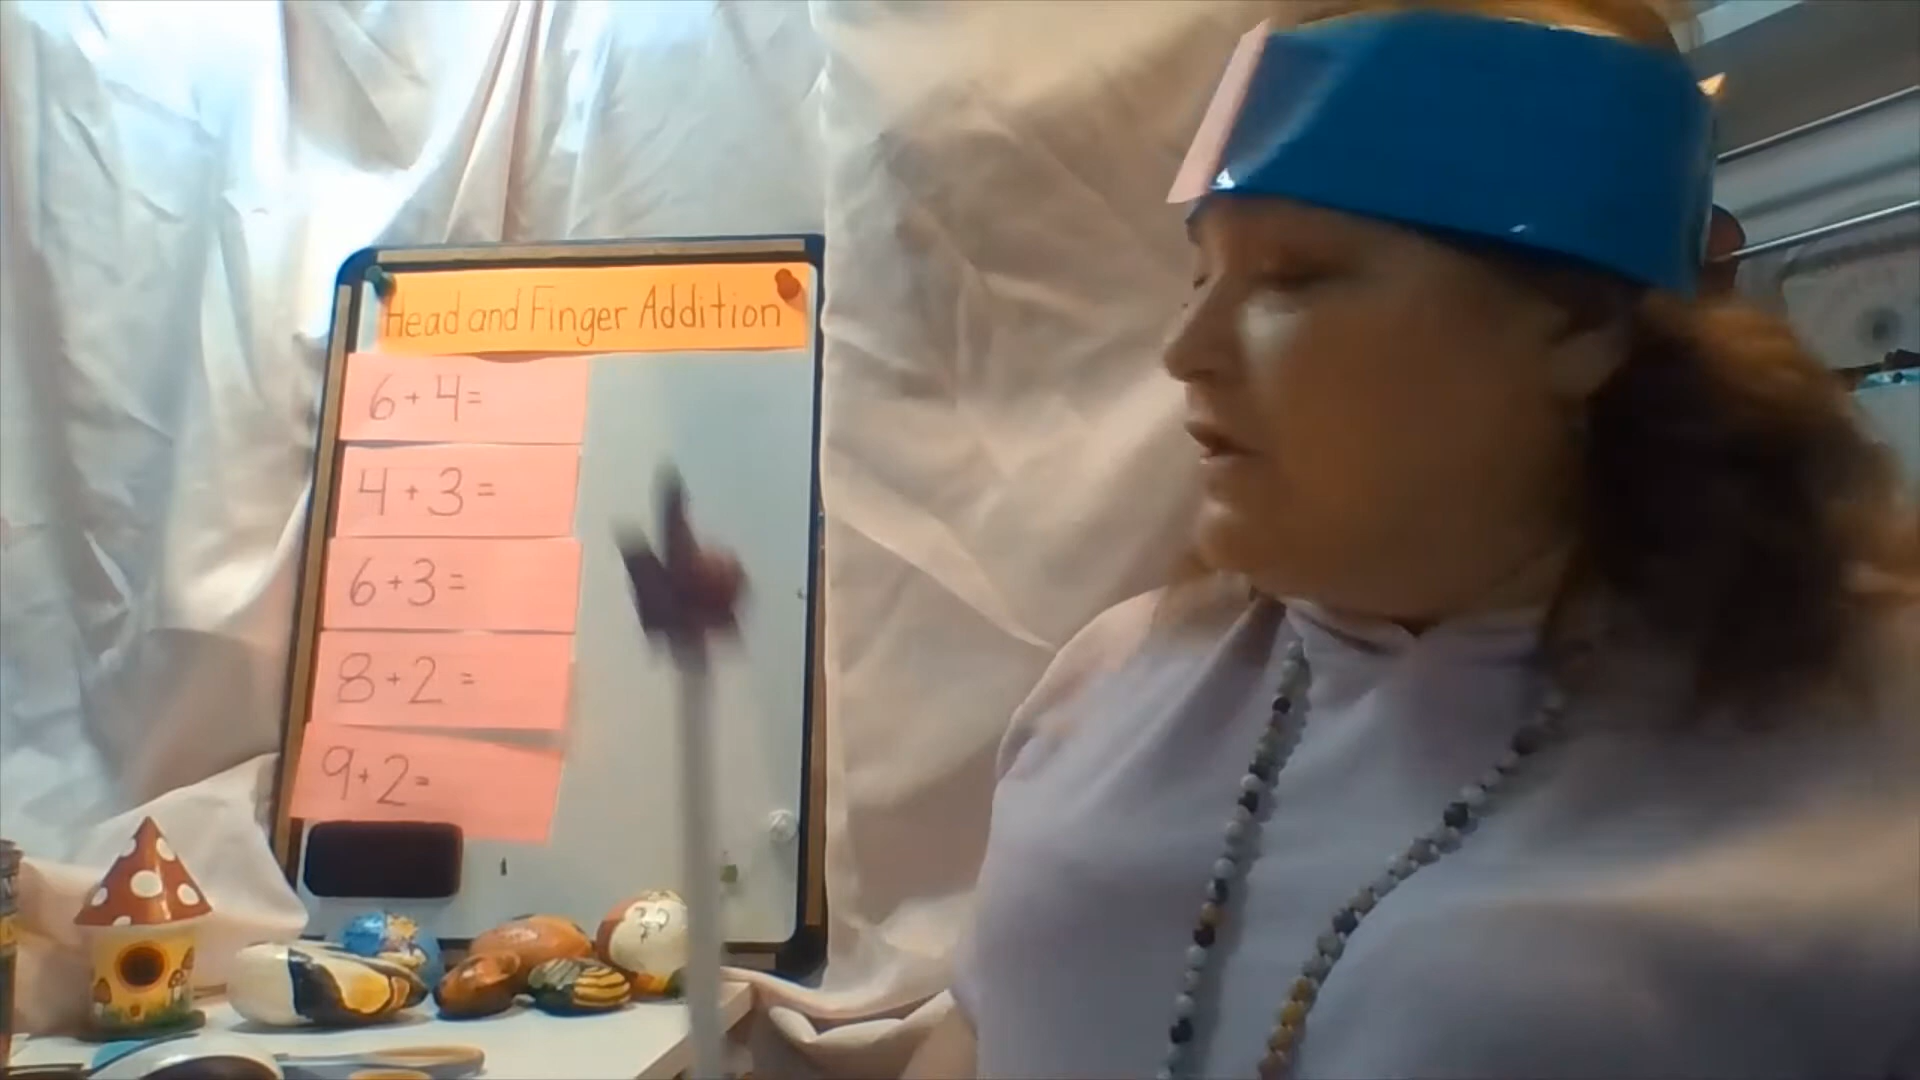 Head and Finger Addition
6 + 4 =
4 + 3 =
6 + 3 =
8 + 2 =
9 + 2 =